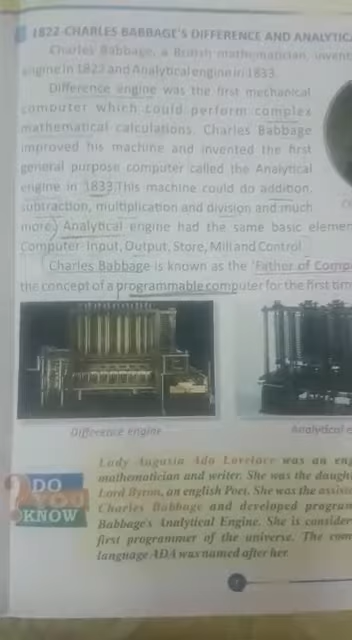 1822-CHARLES BABBAGE'S DIFFERENCE AND ANALYTICA
Charles Babbage, a British mathematician, invent
engine in 1822 and Analytical engine in 1833.
Difference engine was the first mechanical
computer which could perform complex
mathematical calculations. Charles Babbage
improved his machine and invented the first
general purpose computer called the Analytical
engine in 1833.This machine could do addition,
subtraction, multiplication and division and much
more. Analytical engine had the same basic elemen
Computer-Input, Output, Store, Mill and Control
Charles Babbage is known as the 'Father of Comp
the concept of a programmable computer for the first tim
Difference engine
Analytical e
DO
YOU
KNOW
?
Lady Augusta Ada Lovelace was an eng
mathematician and writer. She was the daugh
Lord Byron, an english Poet. She was the assista
Charles Babbage and developed program
Babbage's Analytical Engine. She is consider
first programmer of the universe. The com
language ADA was named after her.